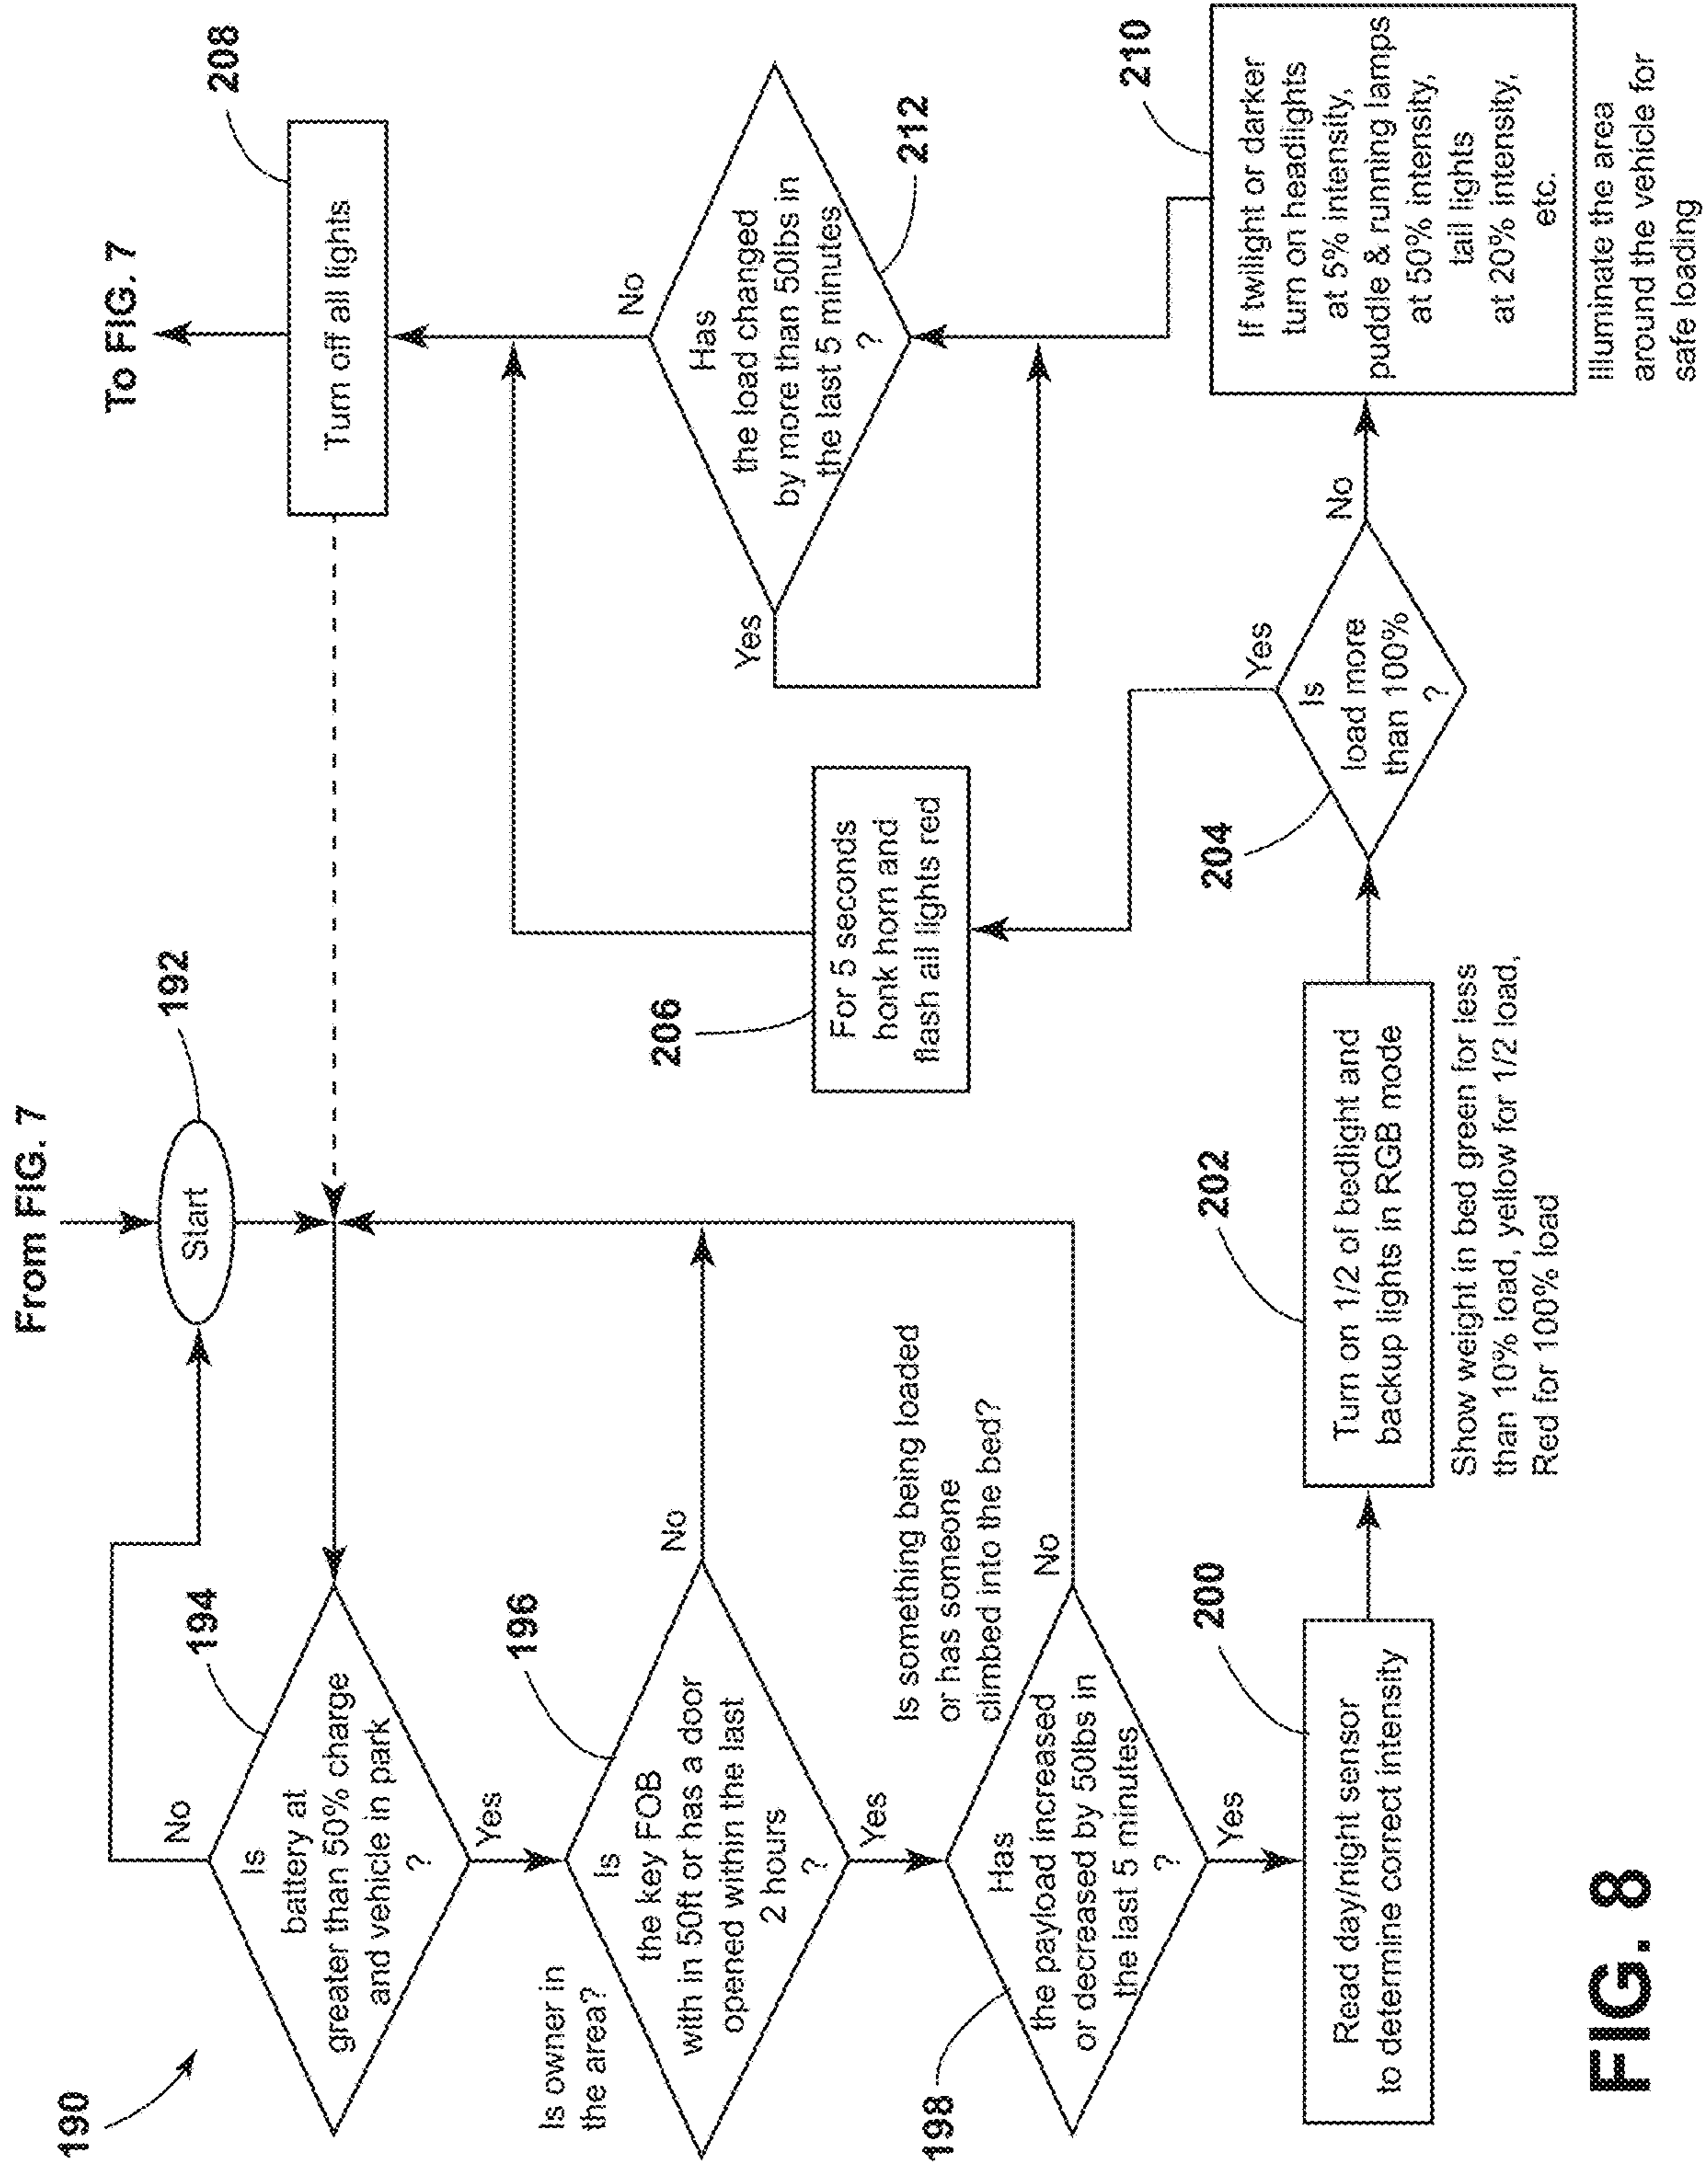 190
From FIG. 7
To FIG. 7
Start
192
No
194
Is
battery at
greater than 50% charge
and vehicle in park
?
Yes
Is owner in
the area?
196
Is
the key FOB
with in 50ft or has a door
opened within the last
2 hours
?
No
Yes
Is something being loaded
or has someone
climbed into the bed?
198
Has
the payload increased
or decreased by 50lbs in
the last 5 minutes
?
No
Yes
200
Read day/night sensor
to determine correct intensity
202
Turn on 1/2 of bedlight and
backup lights in RGB mode
Show weight in bed green for less
than 10% load, yellow for 1/2 load,
Red for 100% load
204
Is
load more
than 100%
?
Yes
No
206
For 5 seconds
honk horn and
flash all lights red
208
Turn off all lights
No
Has
the load changed
by more than 50lbs in
the last 5 minutes
?
212
Yes
210
If twilight or darker
turn on headlights
at 5% intensity,
puddle & running lamps
at 50% intensity,
tail lights
at 20% intensity,
etc.
Illuminate the area
around the vehicle for
safe loading
FIG. 8